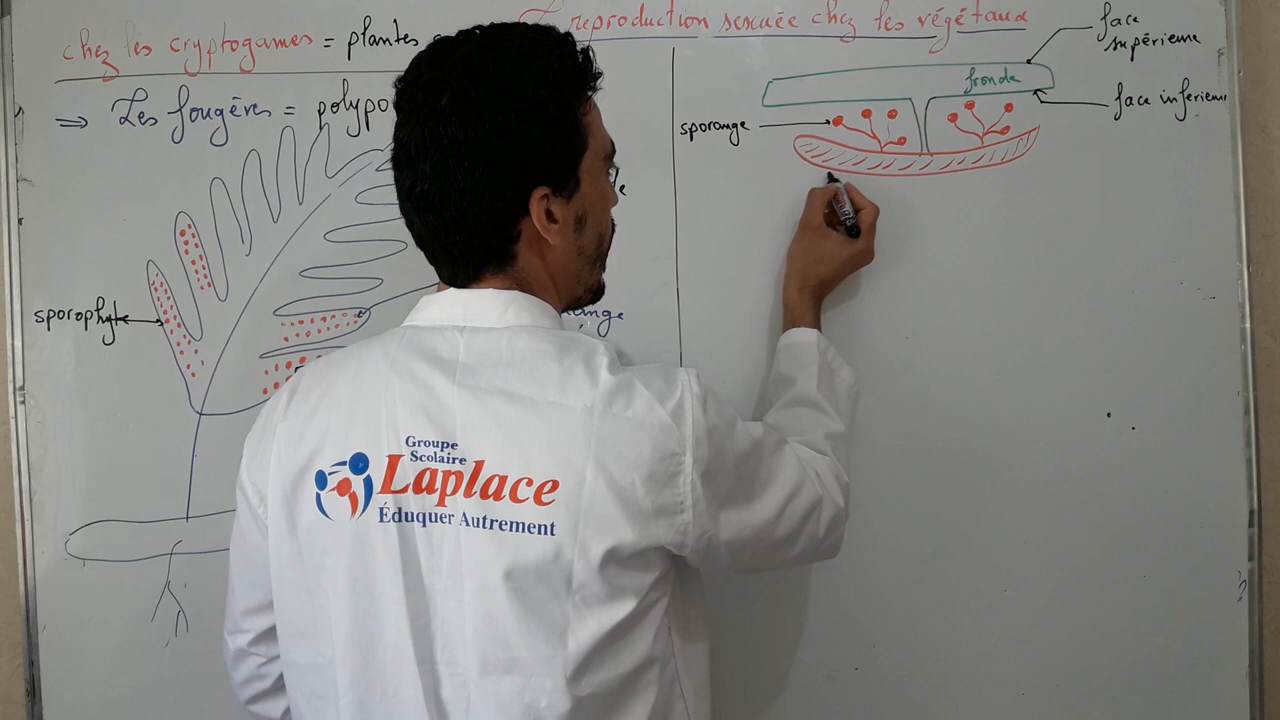 reproduction sexuée chez les végétaux
chez les cryptogames = plantes
⇒ Les fougères = polypo
sporophyte
face
supérieure
fronde
face inférieure
sporange
Groupe
Scolaire
Laplace
Éduquer Autrement